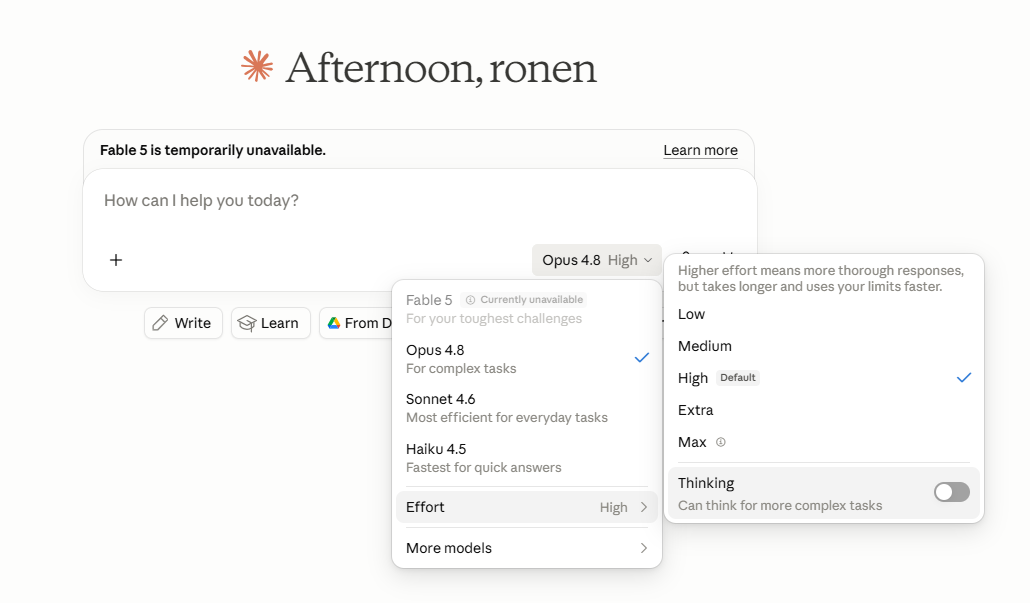 Afternoon, ronen
Fable 5 is temporarily unavailable.
Learn more
How can I help you today?
Opus 4.8 High
Write
Learn
From D
Fable 5 Currently unavailable
For your toughest challenges
Opus 4.8
For complex tasks
Sonnet 4.6
Most efficient for everyday tasks
Haiku 4.5
Fastest for quick answers
Effort High
More models
Higher effort means more thorough responses,
but takes longer and uses your limits faster.
Low
Medium
High Default
Extra
Max
Thinking
Can think for more complex tasks